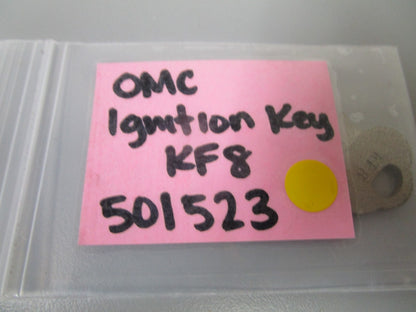 OMC
Ignition Key
KF8
501523